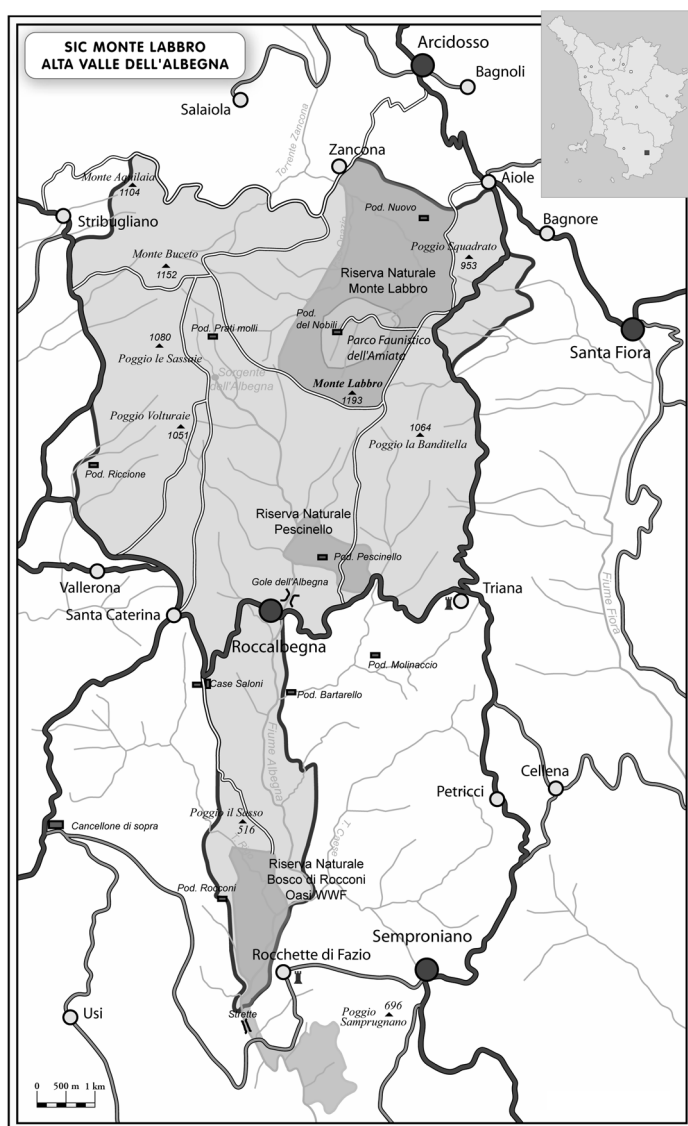 SIC MONTE LABBRO
ALTA VALLE DELL'ALBEGNA
Arcidosso
Bagnoli
Salaiola
Torrente Zancona
Zancona
Monte Aquilaia
1104
Aiole
Stribugliano
Pod. Nuovo
Bagnore
Monte Buceto
1152
Poggio Equadrato
953
Riserva Naturale
Monte Labbro
Pod.
del Nobili
1080
Pod. Prati molli
Poggio le Sassaie
Parco Faunistico
dell'Amiata
Santa Fiora
Sorgente
dell'Albegna
Monte Labbro
1193
Poggio Volturaie
1051
1064
Poggio la Banditella
Pod. Riccione
Riserva Naturale
Pescinello
Pod. Pescinello
Vallerona
Gole dell'Albegna
Triana
Fiume Fiora
Santa Caterina
Roccalbegna
Pod. Molinaccio
Case Saloni
Pod. Bartarello
Fiume Albegna
Cellena
Petricci
Poggio il Sasso
516
Cancellone di sopra
Riserva Naturale
Bosco di Rocconi
Oasi WWF
Pod. Rocconi
Semproniano
Rocchette di Fazio
696
Poggio
Samprugnano
Usi
Strette
0 500 m 1 km